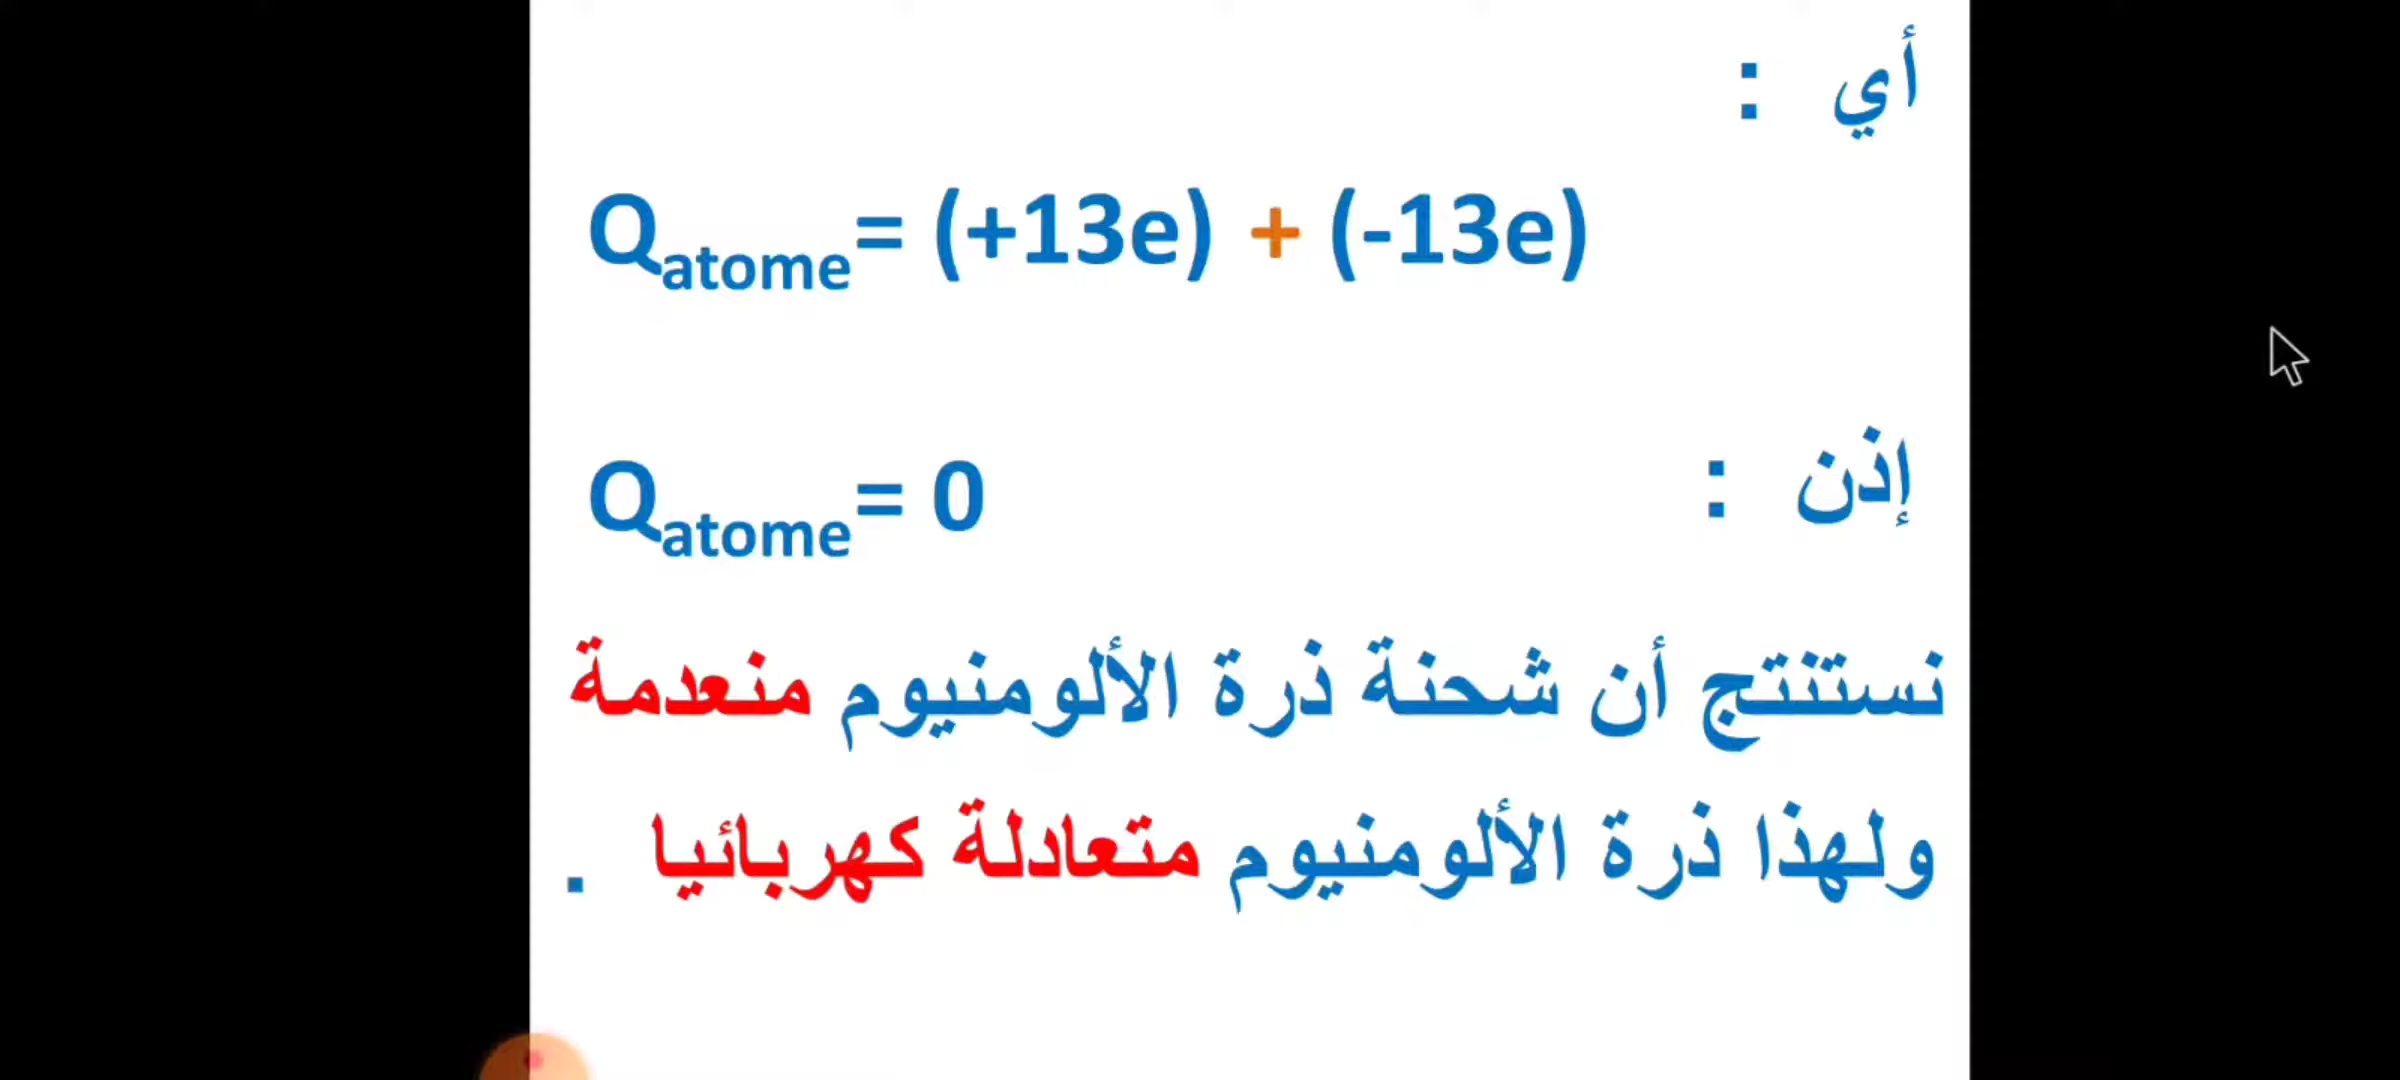 أي :
Qatome= (+13e) + (-13e)
إذن : Qatome= 0
نستنتج أن شحنة ذرة الألومنيوم منعدمة
ولهذا ذرة الألومنيوم متعادلة كهربائيا .